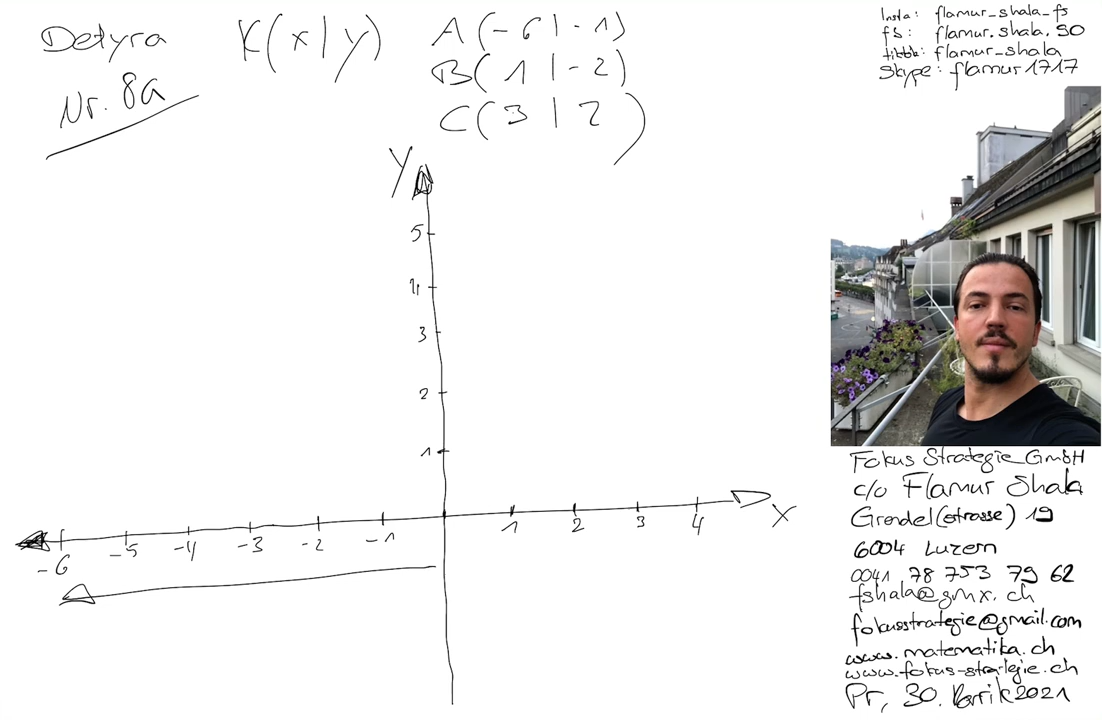 Detyra
Nr. 8a
K(x|y)
A(-6|-1)
B(1|-2)
C(3|2)
Y
5
4
3
2
1
-6 -5 -4 -3 -2 -1 1 2 3 4 X
Insta: flamur_shala_fs
fs: flamur.shala.90
tiktok: flamur_shala
Skype: flamur1717
Fokus Strategie GmbH
c/o Flamur Shala
Grendel(strasse) 19
6004 Luzern
0041 78 753 79 62
fshala@gmx.ch
fokusstrategie@gmail.com
www.matematika.ch
www.fokus-strategie.ch
Pr, 30. Korrik 2021